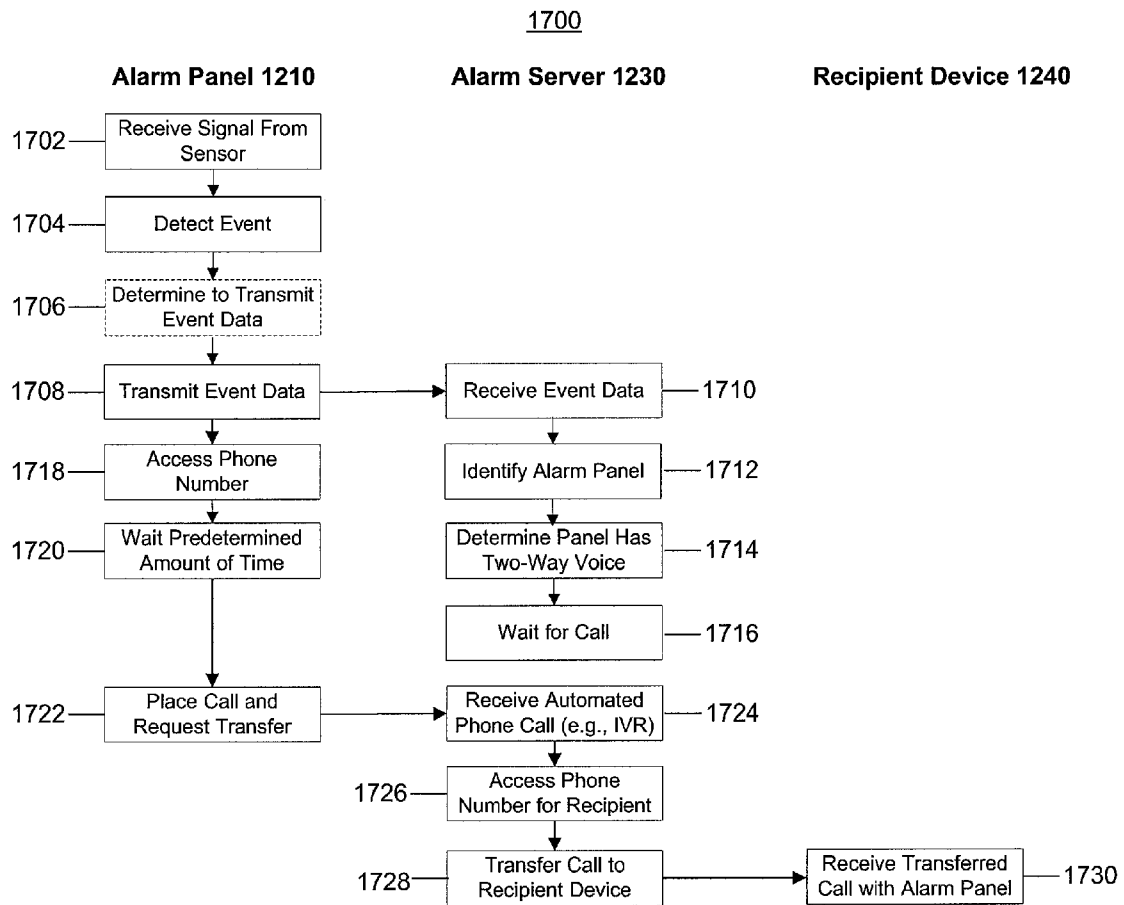 1700
Alarm Panel 1210
Alarm Server 1230
Recipient Device 1240
1702
Receive Signal From
Sensor
1704
Detect Event
1706
Determine to Transmit
Event Data
1708
Transmit Event Data
Receive Event Data
1710
1718
Access Phone
Number
Identify Alarm Panel
1712
1720
Wait Predetermined
Amount of Time
Determine Panel Has
Two-Way Voice
1714
Wait for Call
1716
1722
Place Call and
Request Transfer
Receive Automated
Phone Call (e.g., IVR)
1724
1726
Access Phone
Number for Recipient
1728
Transfer Call to
Recipient Device
Receive Transferred
Call with Alarm Panel
1730